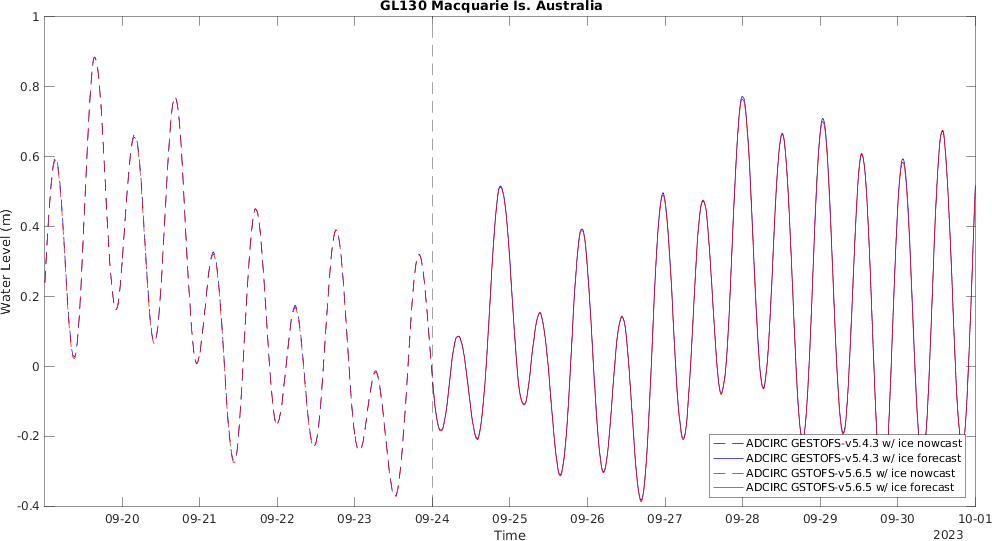 GL130 Macquarie Is. Australia
1
0.8
0.6
0.4
0.2
0
-0.2
-0.4
Water Level (m)
ADCIRC GESTOFS-v5.4.3 w/ ice nowcast
ADCIRC GESTOFS-v5.4.3 w/ ice forecast
ADCIRC GSTOFS-v5.6.5 w/ ice nowcast
ADCIRC GSTOFS-v5.6.5 w/ ice forecast
09-20 09-21 09-22 09-23 09-24 09-25 09-26 09-27 09-28 09-29 09-30 10-01
Time
2023